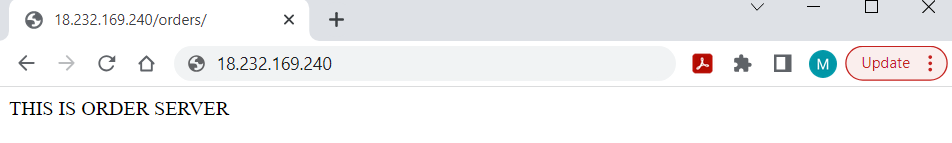 18.232.169.240/orders/
18.232.169.240
M
Update
THIS IS ORDER SERVER